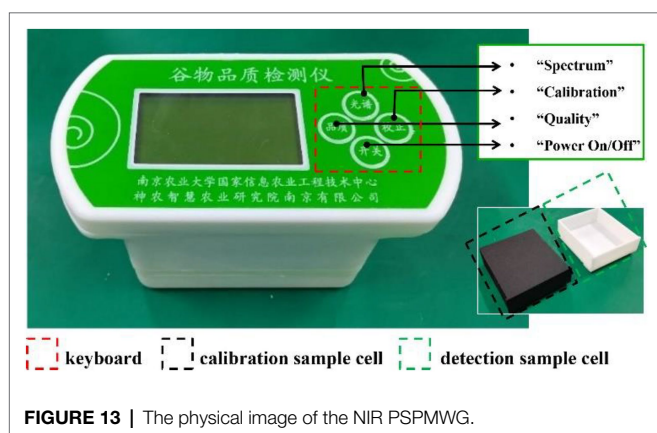 谷物品质检测仪
光谱
品质
校正
开关
南京农业大学国家信息农业工程技术中心
神农智慧农业研究院南京有限公司
• “Spectrum”
• “Calibration”
• “Quality”
• “Power On/Off”
keyboard
calibration sample cell
detection sample cell
FIGURE 13 | The physical image of the NIR PSPMWG.